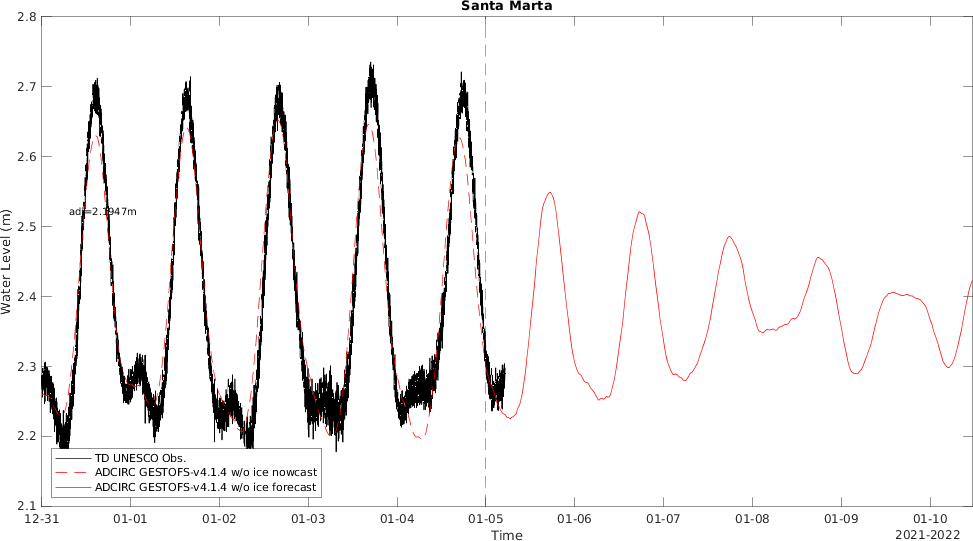 Santa Marta
2.8
2.7
2.6
2.5
2.4
2.3
2.2
2.1
Water Level (m)
adj=2.1947m
TD UNESCO Obs.
ADCIRC GESTOFS-v4.1.4 w/o ice nowcast
ADCIRC GESTOFS-v4.1.4 w/o ice forecast
12-31 01-01 01-02 01-03 01-04 01-05 01-06 01-07 01-08 01-09 01-10
Time
2021-2022